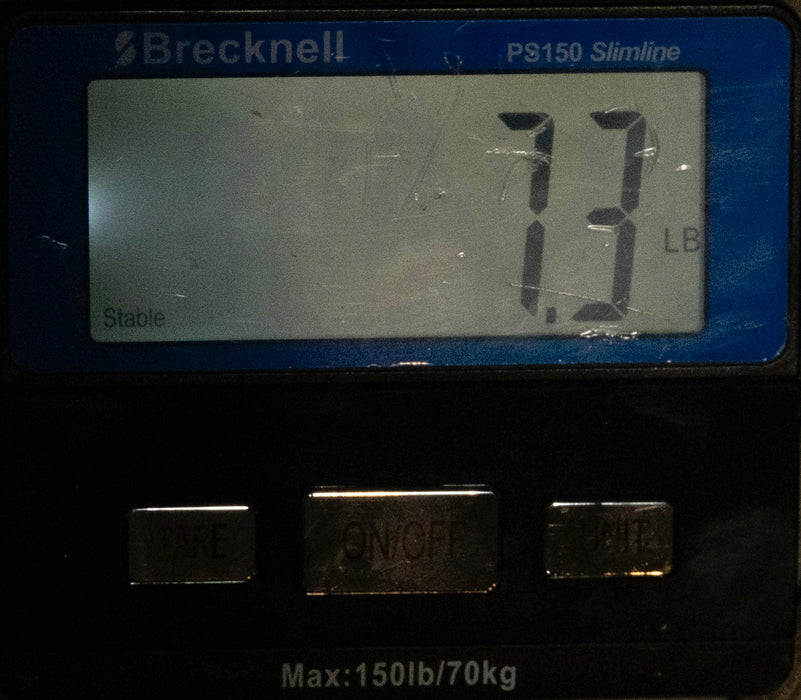 Brecknell PS150 Slimline
7.3 LB
Stable
TARE ON/OFF UNIT
Max:150lb/70kg